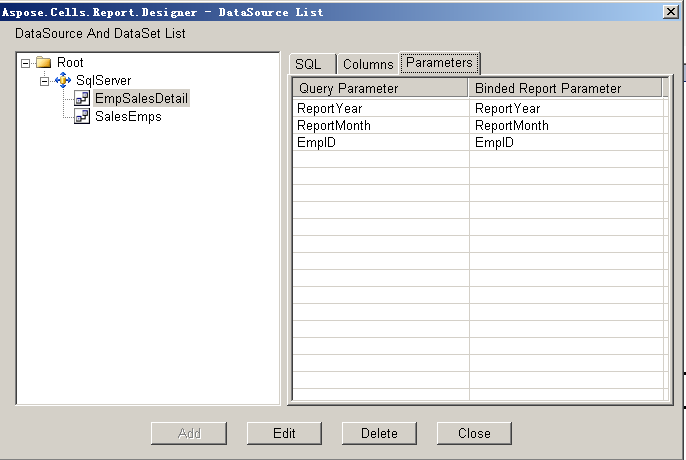 Aspose.Cells.Report.Designer - DataSource List
DataSource And DataSet List
Root
SqlServer
EmpSalesDetail
SalesEmps
SQL Columns Parameters
Query Parameter Binded Report Parameter
ReportYear ReportYear
ReportMonth ReportMonth
EmpID EmpID
Add Edit Delete Close